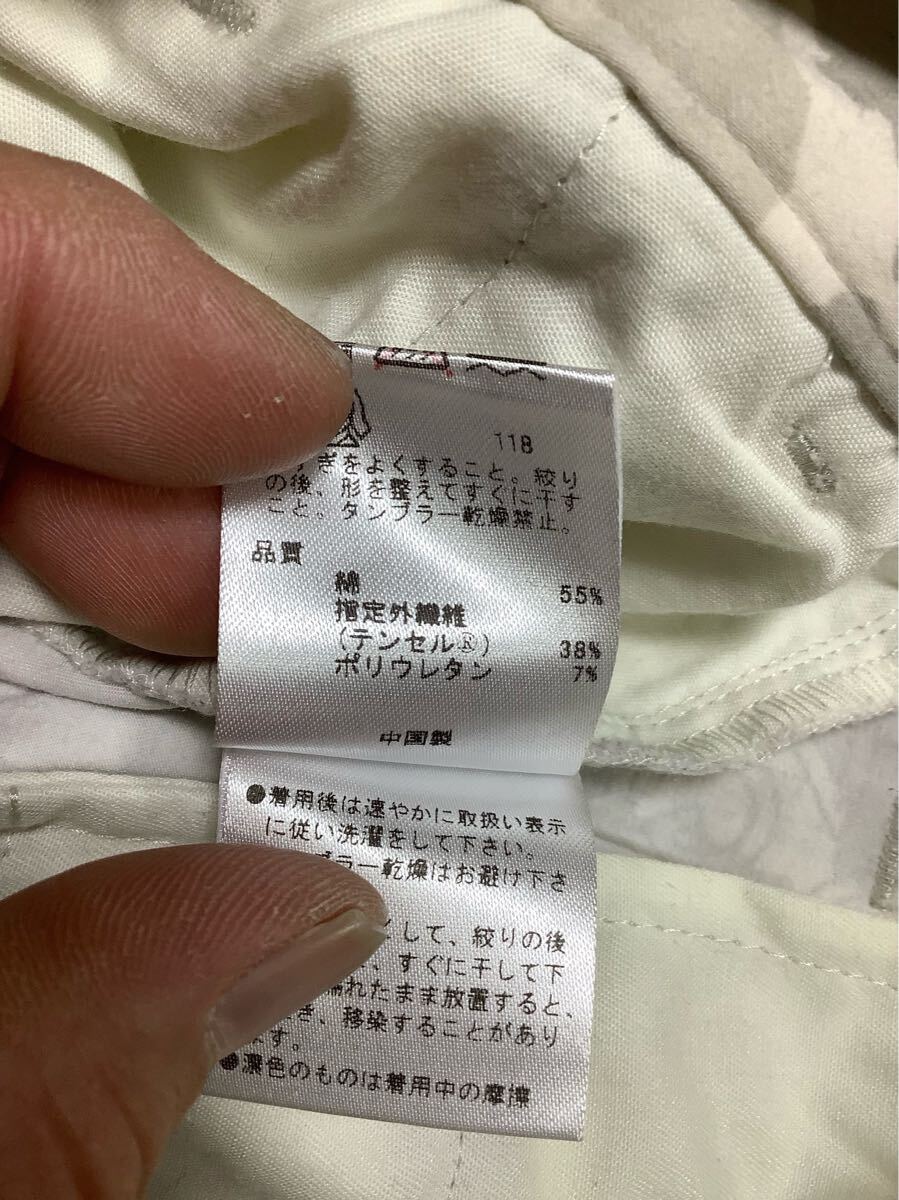 118
すぎをよくすること。絞り
の後、形を整えてすぐに干す
こと。タンブラー乾燥禁止。
品質
綿 55%
指定外繊維
(テンセル®) 38%
ポリウレタン 7%
中国製
●着用後は速やかに取扱い表示
に従い洗濯をして下さい。
ブラー乾燥はお避け下さ
くして、絞りの後
、すぐに干して下
れたまま放置すると、
き、移染することがあり
ます。
●濃色のものは着用中の摩擦